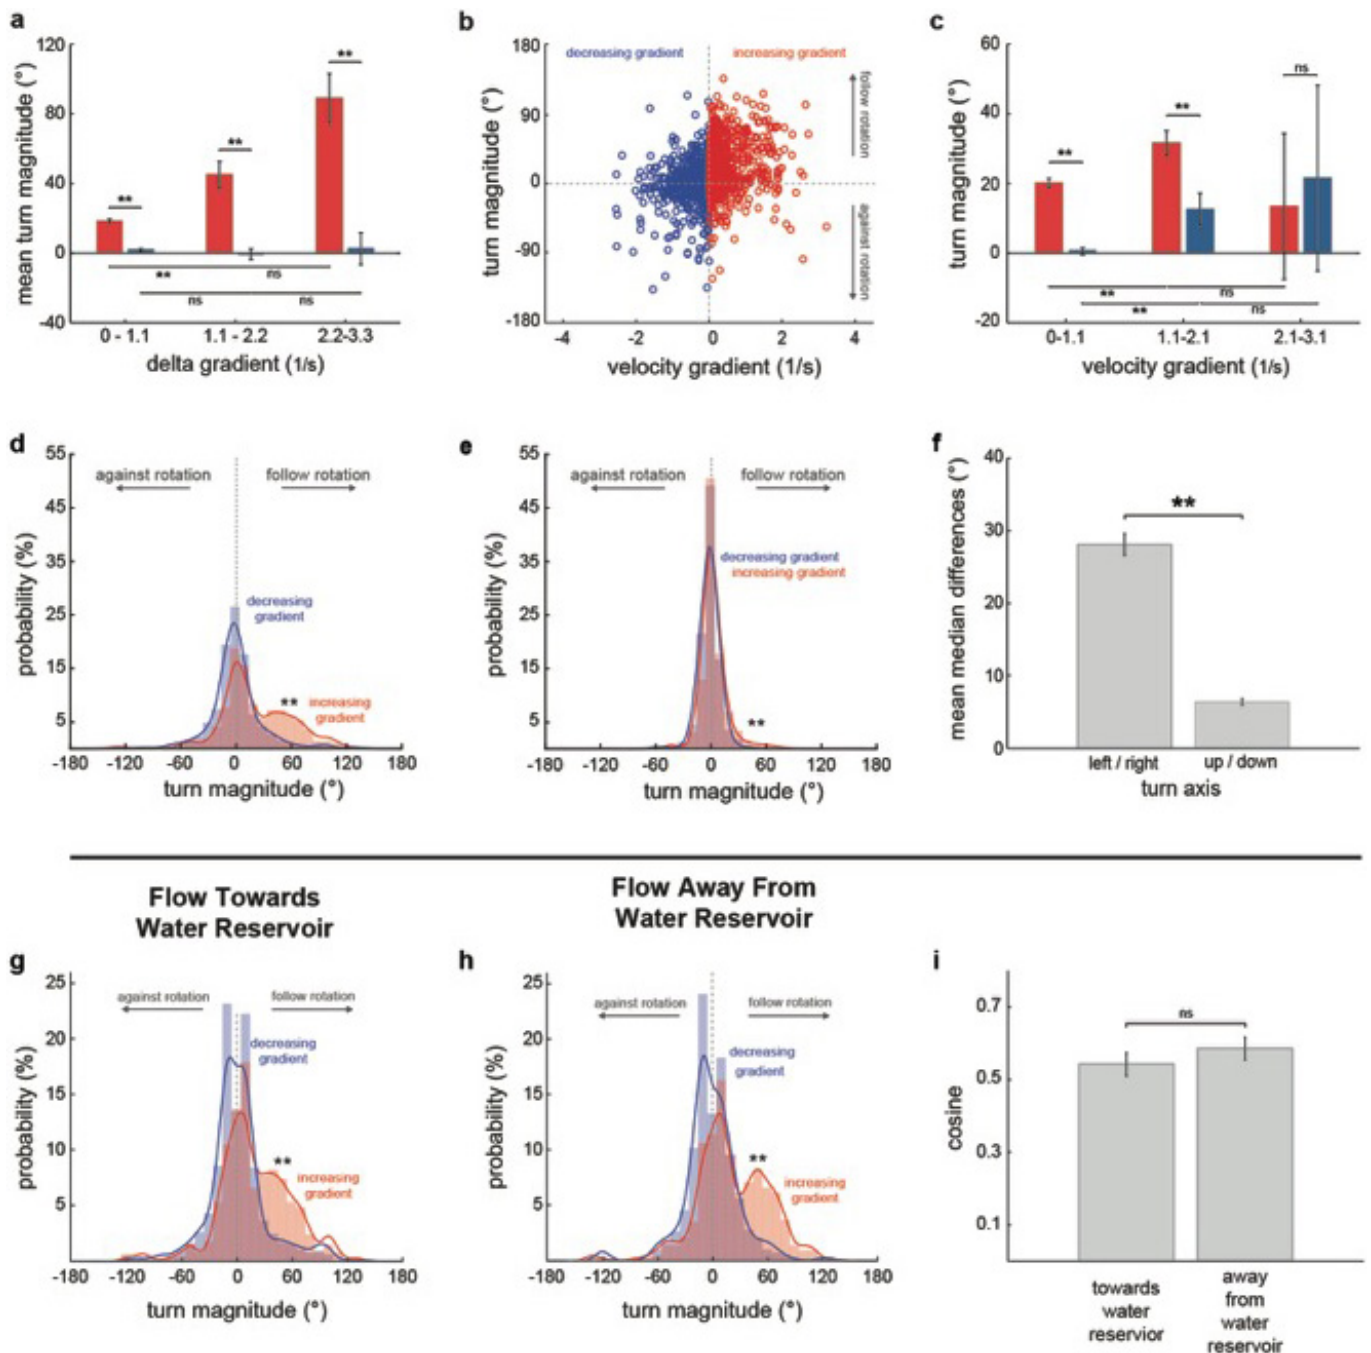 a
120
80
40
0
-40
mean turn magnitude (°)
**
**
**
**
ns
ns
ns
0 - 1.1
1.1 - 2.2
2.2-3.3
delta gradient (1/s)
b
180
90
0
-90
-180
turn magnitude (°)
decreasing gradient
increasing gradient
follow rotation
against rotation
-4
-2
0
2
4
velocity gradient (1/s)
c
60
40
20
0
-20
turn magnitude (°)
**
**
ns
**
ns
**
ns
0-1.1
1.1-2.1
2.1-3.1
velocity gradient (1/s)
d
55
45
35
25
15
5
probability (%)
against rotation
follow rotation
decreasing
gradient
**
increasing
gradient
-180
-120
-60
0
60
120
180
turn magnitude (°)
e
55
45
35
25
15
5
probability (%)
against rotation
follow rotation
decreasing gradient
increasing gradient
**
-180
-120
-60
0
60
120
180
turn magnitude (°)
f
40
30
20
10
0
mean median differences (°)
**
left / right
up / down
turn axis
Flow Towards
Water Reservoir
Flow Away From
Water Reservoir
g
25
20
15
10
5
probability (%)
against rotation
follow rotation
decreasing
gradient
**
increasing
gradient
-180
-120
-60
0
60
120
180
turn magnitude (°)
h
25
20
15
10
5
probability (%)
against rotation
follow rotation
decreasing
gradient
**
increasing
gradient
-180
-120
-60
0
60
120
180
turn magnitude (°)
i
0.7
0.5
0.3
0.1
cosine
ns
towards
water
reservior
away
from
water
reservoir